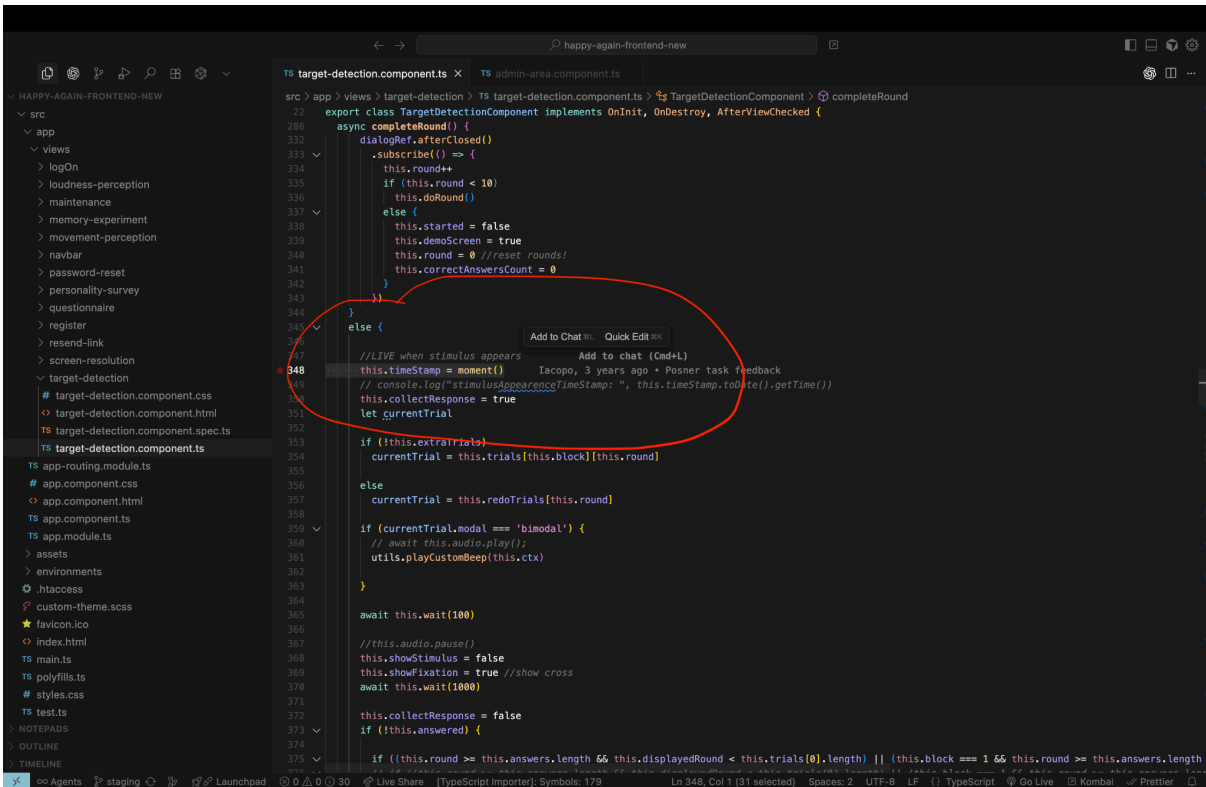 happy-again-frontend-new
TS target-detection.component.ts ×
TS admin-area.component.ts
HAPPY-AGAIN-FRONTEND-NEW
src
app
views
logOn
loudness-perception
maintenance
memory-experiment
movement-perception
navbar
password-reset
personality-survey
questionnaire
register
resend-link
screen-resolution
target-detection
# target-detection.component.css
target-detection.component.html
TS target-detection.component.spec.ts
TS target-detection.component.ts
TS app-routing.module.ts
# app.component.css
app.component.html
TS app.component.ts
TS app.module.ts
assets
environments
.htaccess
custom-theme.scss
favicon.ico
index.html
TS main.ts
TS polyfills.ts
# styles.css
TS test.ts
NOTEPADS
OUTLINE
TIMELINE
src > app > views > target-detection > TS target-detection.component.ts > TargetDetectionComponent > completeRound
22 export class TargetDetectionComponent implements OnInit, OnDestroy, AfterViewChecked {
286 async completeRound() {
332 dialogRef.afterClosed()
333 .subscribe(() => {
334 this.round++
335 if (this.round < 10)
336 this.doRound()
337 else {
338 this.started = false
339 this.demoScreen = true
340 this.round = 0 //reset rounds!
341 this.correctAnswersCount = 0
342 }
343 })
344 }
345 else {
346
Add to Chat ⌘L Quick Edit ⌘K
347 //LIVE when stimulus appears
Add to chat (Cmd+L)
348 this.timeStamp = moment() Iacopo, 3 years ago • Posner task feedback
349 // console.log("stimulusAppearenceTimeStamp: ", this.timeStamp.toDate().getTime())
350 this.collectResponse = true
351 let currentTrial
352
353 if (!this.extraTrials)
354 currentTrial = this.trials[this.block][this.round]
355
356 else
357 currentTrial = this.redoTrials[this.round]
358
359 if (currentTrial.modal === 'bimodal') {
360 // await this.audio.play();
361 utils.playCustomBeep(this.ctx)
362
363 }
364
365 await this.wait(100)
366
367 //this.audio.pause()
368 this.showStimulus = false
369 this.showFixation = true //show cross
370 await this.wait(1000)
371
372 this.collectResponse = false
373 if (!this.answered) {
374
375 if ((this.round >= this.answers.length && this.displayedRound < this.trials[0].length) || (this.block === 1 && this.round >= this.answers.length
Agents staging Launchpad 0 0 30 Live Share [TypeScript Importer]: Symbols: 179 Ln 348, Col 1 (31 selected) Spaces: 2 UTF-8 LF {} TypeScript Go Live Kombai Prettier